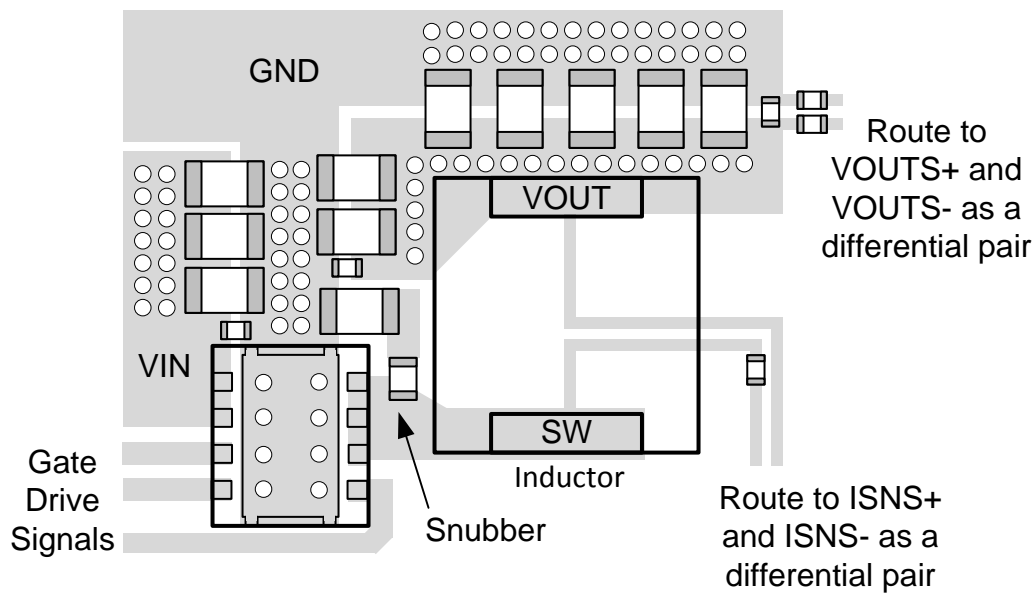 GND
Route to
VOUTS+ and
VOUTS- as a
differential pair
VOUT
VIN
SW
Inductor
Gate
Drive
Signals
Snubber
Route to ISNS+
and ISNS- as a
differential pair